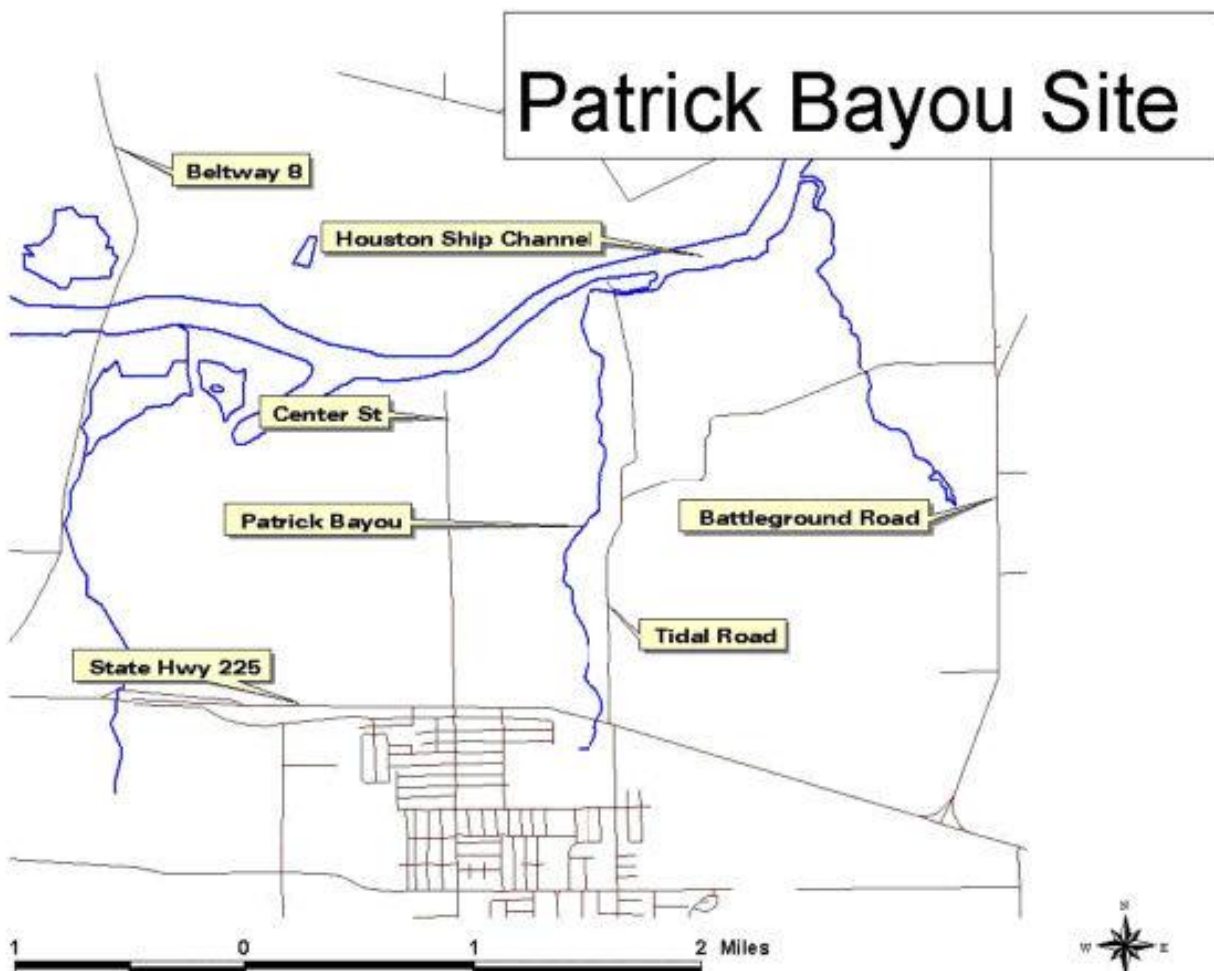 Patrick Bayou Site
Beltway 8
Houston Ship Channel
Center St
Patrick Bayou
Battleground Road
Tidal Road
State Hwy 225
N
W E
1 0 1 2 Miles